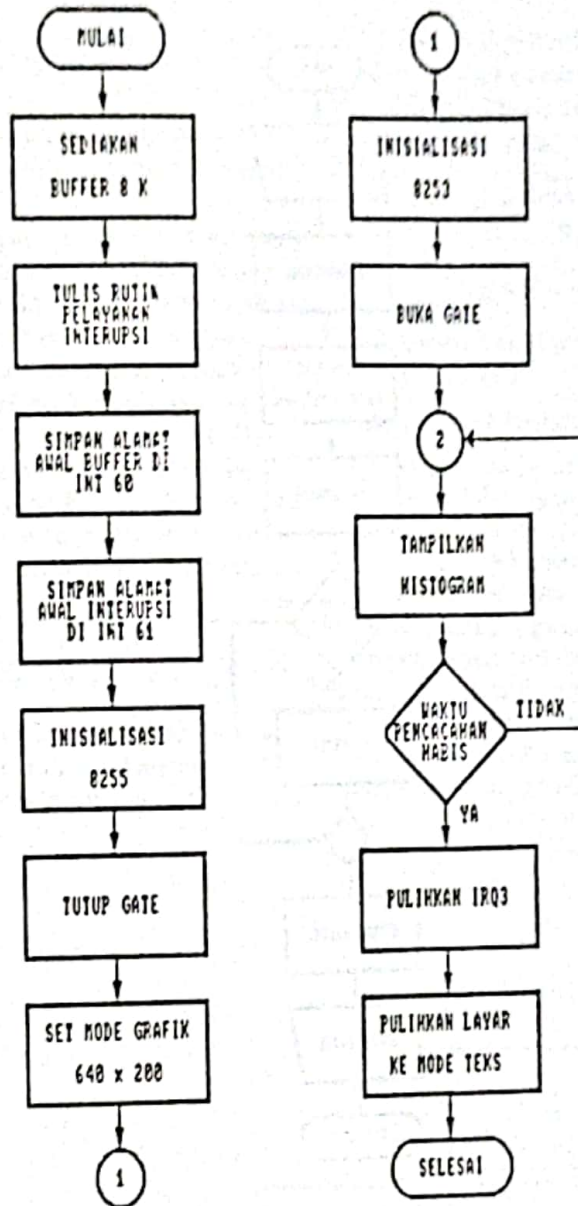 MULAI
SEDIAKAN
BUFFER 8 K
TULIS RUTIN
PELAYANAN
INTERUPSI
SIMPAN ALAMAT
AWAL BUFFER DI
INT 60
SIMPAN ALAMAT
AWAL INTERUPSI
DI INT 61
INISIALISASI
8255
TUTUP GATE
SET MODE GRAFIK
640 x 200
1
1
INISIALISASI
8253
BUKA GATE
2
TAMPILKAN
HISTOGRAM
WAKTU
PENCACAHAN
HABIS
TIDAK
YA
PULIHKAN IRQ3
PULIHKAN LAYAR
KE MODE TEKS
SELESAI